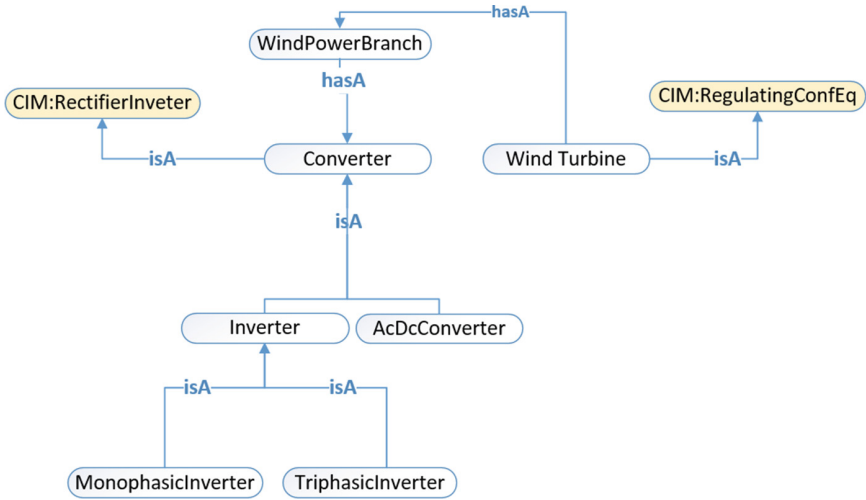 hasA
WindPowerBranch
hasA
CIM:RectifierInveter
CIM:RegulatingConfEq
isA
Converter
Wind Turbine
isA
isA
Inverter
AcDcConverter
isA
isA
MonophasicInverter
TriphasicInverter